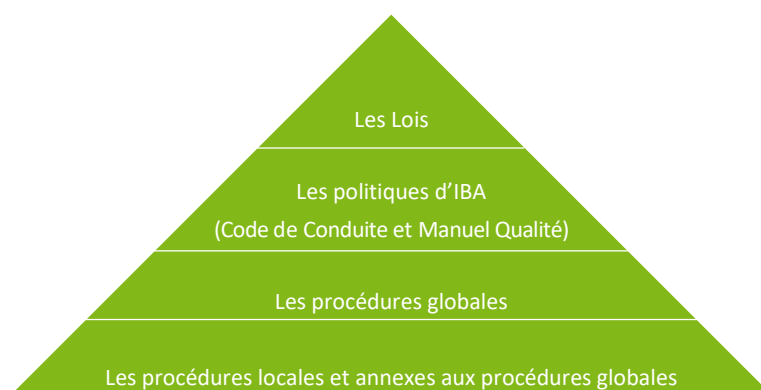 Les Lois
Les politiques d’IBA
(Code de Conduite et Manuel Qualité)
Les procédures globales
Les procédures locales et annexes aux procédures globales